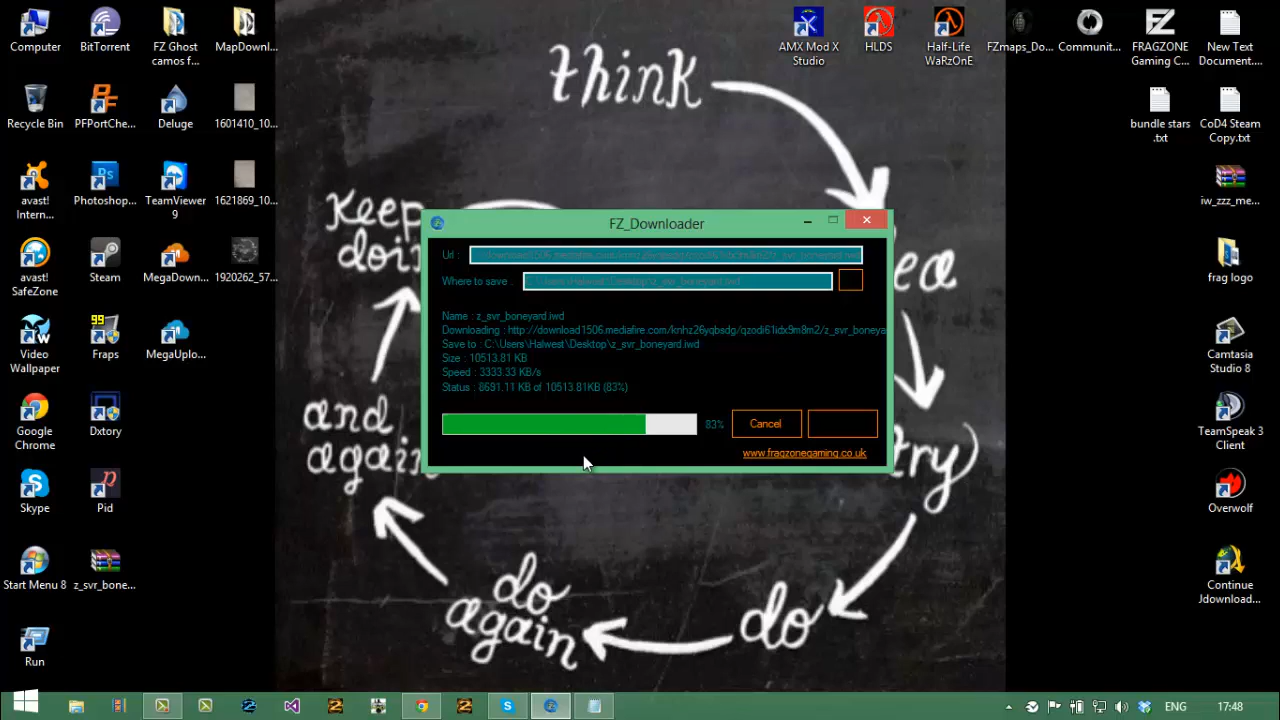 Computer
BitTorrent
FZ Ghost
camos f...
MapDownl...
Recycle Bin
PFPortChe...
Deluge
1601410_10...
avast!
Intern...
Photoshop...
TeamViewer
9
1621869_10...
avast!
SafeZone
Steam
MegaDown...
1920262_57...
Video
Wallpaper
99
Fraps
MegaUplo...
Google
Chrome
Dxtory
Skype
Pid
Start Menu 8
z_svr_bone...
Run
think
keep
and
again
do
again
do
try
AMX Mod X
Studio
HLDS
Half-Life
WaRzOnE
FZmaps_Do...
Communit...
FRAGZONE
Gaming C...
New Text
Document....
bundle stars
.txt
CoD4 Steam
Copy.txt
iw_zzz_me...
frag logo
Camtasia
Studio 8
TeamSpeak 3
Client
Overwolf
Continue
Jdownload...
FZ_Downloader
Url :
Where to save :
C:\Users\Halwest\Desktop\z_svr_boneyard.iwd
Name : z_svr_boneyard.iwd
Downloading : http://download1506.mediafire.com/knhz26yqbsdg/qzodi61idx9m8m2/z_svr_boneya
Save to : C:\Users\Halwest\Desktop\z_svr_boneyard.iwd
Size : 10513.81 KB
Speed : 3333.33 KB/s
Status : 8691.11 KB of 10513.81KB (83%)
83%
Cancel
www.fragzonegaming.co.uk
ENG
17:48